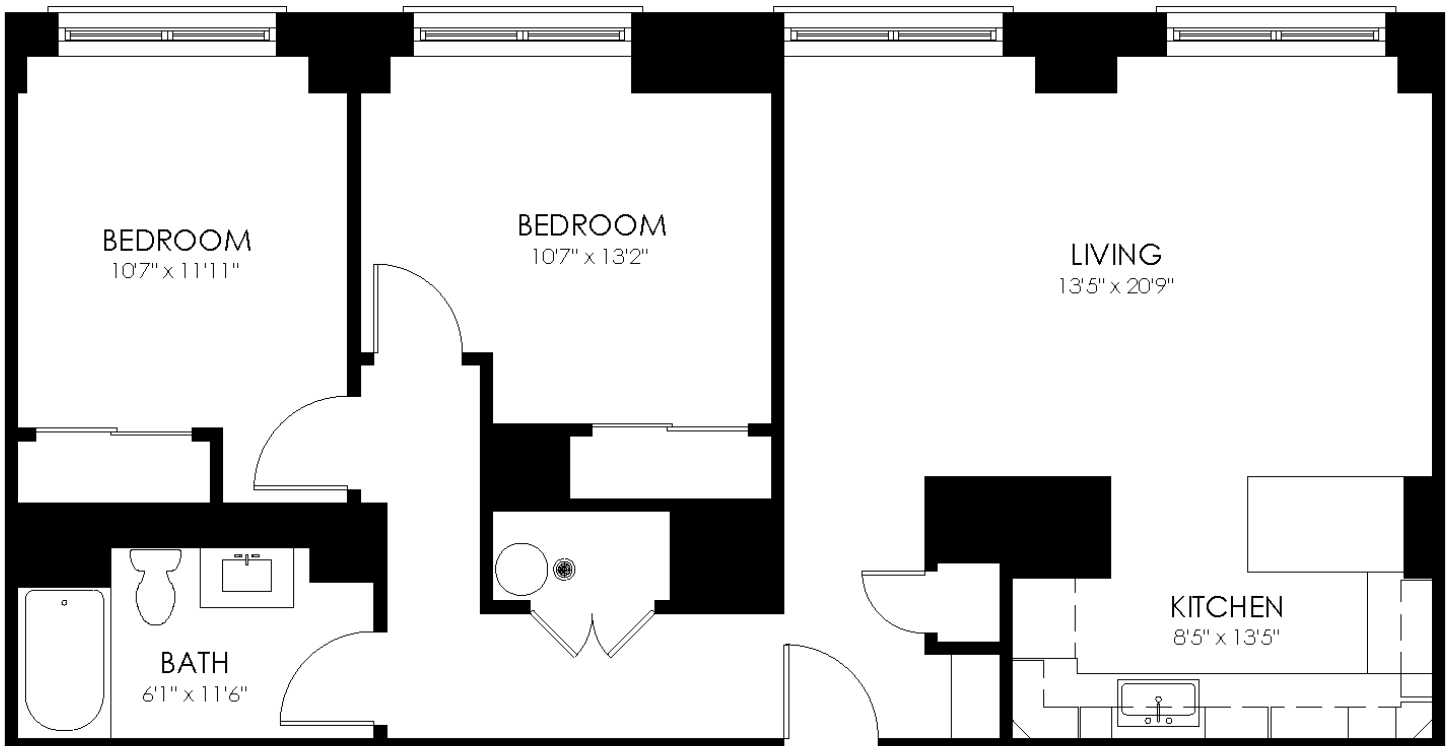 BEDROOM
10'7" x 11'11"
BEDROOM
10'7" x 13'2"
LIVING
13'5" x 20'9"
KITCHEN
8'5" x 13'5"
BATH
6'1" x 11'6"